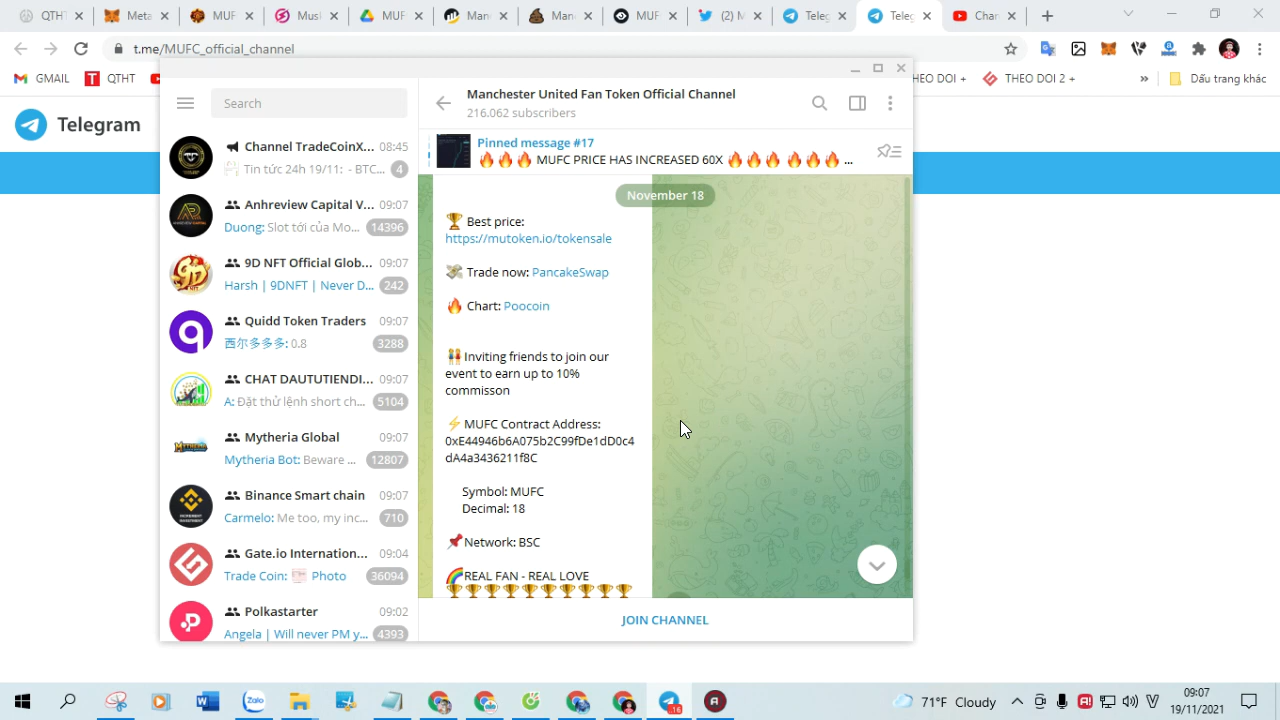 QTHT
Meta
MUF
Musl
MUF
Man
Man
MUF
(2) M
Teleg
Teleg
Chan
t.me/MUFC_official_channel
GMAIL
QTHT
HEO DOI +
THEO DOI 2 +
»
Dấu trang khác
Telegram
Search
Channel TradeCoinX...
08:45
Tin tức 24h 19/11: - BTC...
4
Anhreview Capital V...
09:07
Duong: Slot tới của Mo...
14396
9D NFT Official Glob...
09:07
Harsh | 9DNFT | Never D...
242
Quidd Token Traders
09:07
西尔多多多: 0.8
3288
CHAT DAUTUTIENDI...
09:07
A: Đặt thử lệnh short ch...
5104
Mytheria Global
09:07
Mytheria Bot: Beware ...
12807
Binance Smart chain
09:07
Carmelo: Me too, my inc...
710
Gate.io Internation...
09:04
Trade Coin: Photo
36094
Polkastarter
09:02
Angela | Will never PM y...
4393
Manchester United Fan Token Official Channel
216.062 subscribers
Pinned message #17
🔥🔥🔥 MUFC PRICE HAS INCREASED 60X 🔥🔥🔥 🔥🔥🔥 ...
November 18
🏆 Best price:
https://mutoken.io/tokensale
💸 Trade now: PancakeSwap
🔥 Chart: Poocoin
👭Inviting friends to join our
event to earn up to 10%
commisson
⚡MUFC Contract Address:
0xE44946b6A075b2C99fDe1dD0c4
dA4a3436211f8C
Symbol: MUFC
Decimal: 18
📌Network: BSC
🌈REAL FAN - REAL LOVE
🏆🏆🏆🏆🏆🏆🏆🏆🏆🏆
JOIN CHANNEL
Zalo
16
71°F Cloudy
09:07
19/11/2021